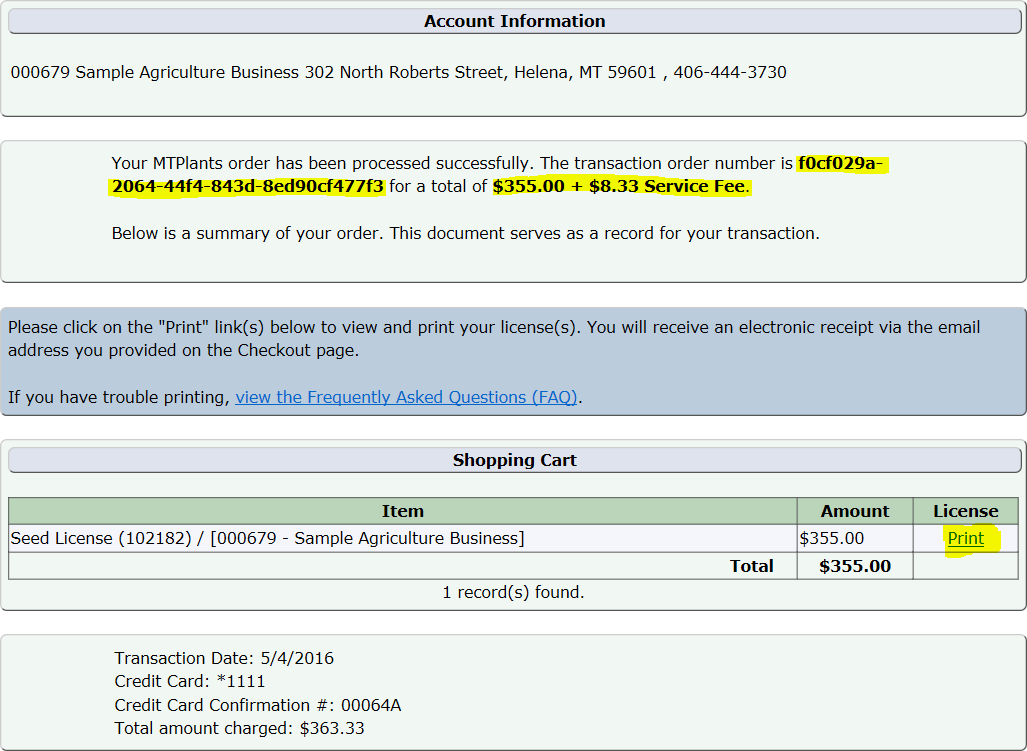 Account Information
000679 Sample Agriculture Business 302 North Roberts Street, Helena, MT 59601 , 406-444-3730
Your MTPlants order has been processed successfully. The transaction order number is f0cf029a-
2064-44f4-843d-8ed90cf477f3 for a total of $355.00 + $8.33 Service Fee.
Below is a summary of your order. This document serves as a record for your transaction.
Please click on the "Print" link(s) below to view and print your license(s). You will receive an electronic receipt via the email
address you provided on the Checkout page.
If you have trouble printing, view the Frequently Asked Questions (FAQ).
Shopping Cart
Item Amount License
Seed License (102182) / [000679 - Sample Agriculture Business] $355.00 Print
Total $355.00
1 record(s) found.
Transaction Date: 5/4/2016
Credit Card: *1111
Credit Card Confirmation #: 00064A
Total amount charged: $363.33